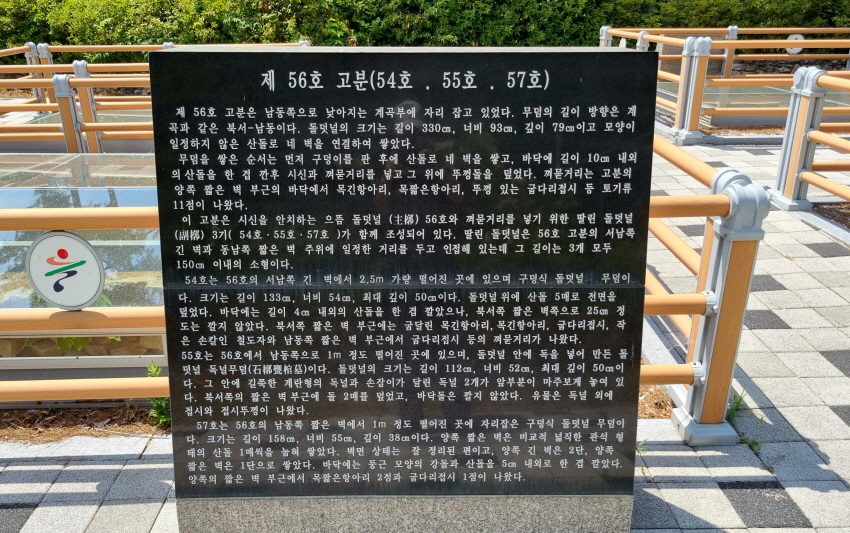 제 56호 고분(54호 . 55호 . 57호)
제 56호 고분은 남동쪽으로 낮아지는 계곡부에 자리 잡고 있었다. 무덤의 길이 방향은 계
곡과 같은 북서-남동이다. 돌덧널의 크기는 길이 330㎝, 너비 93㎝, 깊이 79㎝이고 모양이
일정하지 않은 산돌로 네 벽을 연결하여 쌓았다.
무덤을 쌓은 순서는 먼저 구덩이를 판 후에 산돌로 네 벽을 쌓고, 바닥에 길이 10㎝ 내외
의 산돌을 한 겹 깐후 시신과 껴묻거리를 넣고 그 위에 뚜껑돌을 덮었다. 껴묻거리는 고분의
양쪽 짧은 벽 부근의 바닥에서 목긴항아리, 목짧은항아리, 뚜껑 있는 굽다리접시 등 토기류
11점이 나왔다.
이 고분은 시신을 안치하는 으뜸 돌덧널 (主槨) 56호와 껴묻거리를 넣기 위한 딸린 돌덧널
(副槨) 3기( 54호·55호·57호 )가 함께 조성되어 있다. 딸린 돌덧널은 56호 고분의 서남쪽
긴 벽과 동남쪽 짧은 벽 주위에 일정한 거리를 두고 인접해 있는데 그 길이는 3개 모두
150㎝ 이내의 소형이다.
54호는 56호의 서남쪽 긴 벽에서 2.5m 가량 떨어진 곳에 있으며 구덩식 돌덧널 무덤이
다. 크기는 길이 133㎝, 너비 54㎝, 최대 깊이 50㎝이다. 돌덧널 위에 산돌 5매로 전면을
덮었다. 바닥에는 길이 4㎝ 내외의 산돌을 한 겹 깔았으나, 북서쪽 짧은 벽쪽으로 25㎝ 정
도는 깔지 않았다. 북서쪽 짧은 벽 부근에는 굽달린 목긴항아리, 목긴항아리, 굽다리접시, 작
은 손칼인 철도자와 남동쪽 짧은 벽 부근에서 굽다리접시 등의 껴묻거리가 나왔다.
55호는 56호에서 남동쪽으로 1m 정도 떨어진 곳에 있으며, 돌덧널 안에 독을 넣어 만든 돌
덧널 독널무덤(石槨甕棺墓)이다. 돌덧널의 크기는 길이 112㎝, 너비 52㎝, 최대 깊이 50㎝이
다. 그 안에 길쭉한 계란형의 독널과 손잡이가 달린 독널 2개가 앞부분이 마주보게 놓여 있
다. 북서쪽의 짧은 벽 부근에 돌 2매를 덮었고, 바닥돌은 깔지 않았다. 유물은 독널 외에
접시와 접시뚜껑이 나왔다.
57호는 56호의 남동쪽 짧은 벽에서 1m 정도 떨어진 곳에 자리잡은 구덩식 돌덧널 무덤이
다. 크기는 길이 158㎝, 너비 55㎝, 깊이 38㎝이다. 양쪽 짧은 벽은 비교적 넓직한 판석 형
태의 산돌 1매씩을 눕혀 쌓았다. 벽면 상태는 잘 정리된 편이고, 양쪽 긴 벽은 2단, 양쪽
짧은 벽은 1단으로 쌓았다. 바닥에는 둥근 모양의 강돌과 산돌을 5㎝ 내외로 한 겹 깔았다.
양쪽의 짧은 벽 부근에서 목짧은항아리 2점과 굽다리접시 1점이 나왔다.